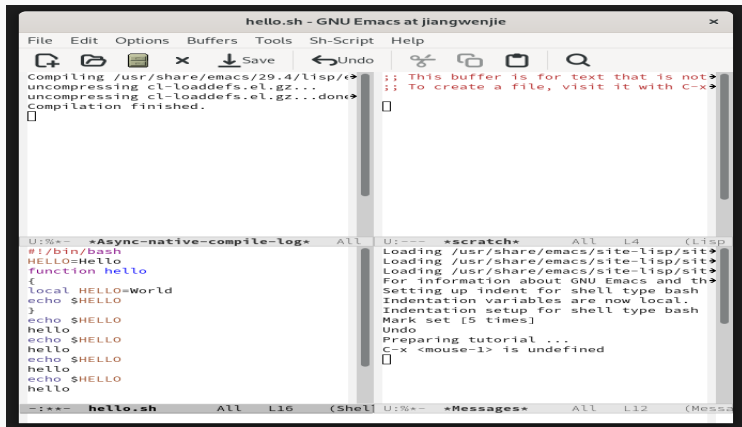 hello.sh - GNU Emacs at jiangwenjie
File Edit Options Buffers Tools Sh-Script Help
Save Undo
Compiling /usr/share/emacs/29.4/lisp/e
uncompressing cl-loaddefs.el.gz...
uncompressing cl-loaddefs.el.gz...done
Compilation finished.
U:%*- *Async-native-compile-log* All
;; This buffer is for text that is not
;; To create a file, visit it with C-x
U:--- *scratch* All L4 (Lisp
#!/bin/bash
HELLO=Hello
function hello
{
local HELLO=World
echo $HELLO
}
echo $HELLO
hello
echo $HELLO
hello
echo $HELLO
hello
echo $HELLO
hello
-:**- hello.sh All L16 (Shel
Loading /usr/share/emacs/site-lisp/sit
Loading /usr/share/emacs/site-lisp/sit
Loading /usr/share/emacs/site-lisp/sit
For information about GNU Emacs and th
Setting up indent for shell type bash
Indentation variables are now local.
Indentation setup for shell type bash
Mark set [5 times]
Undo
Preparing tutorial ...
C-x <mouse-1> is undefined
U:%*- *Messages* All L12 (Messa